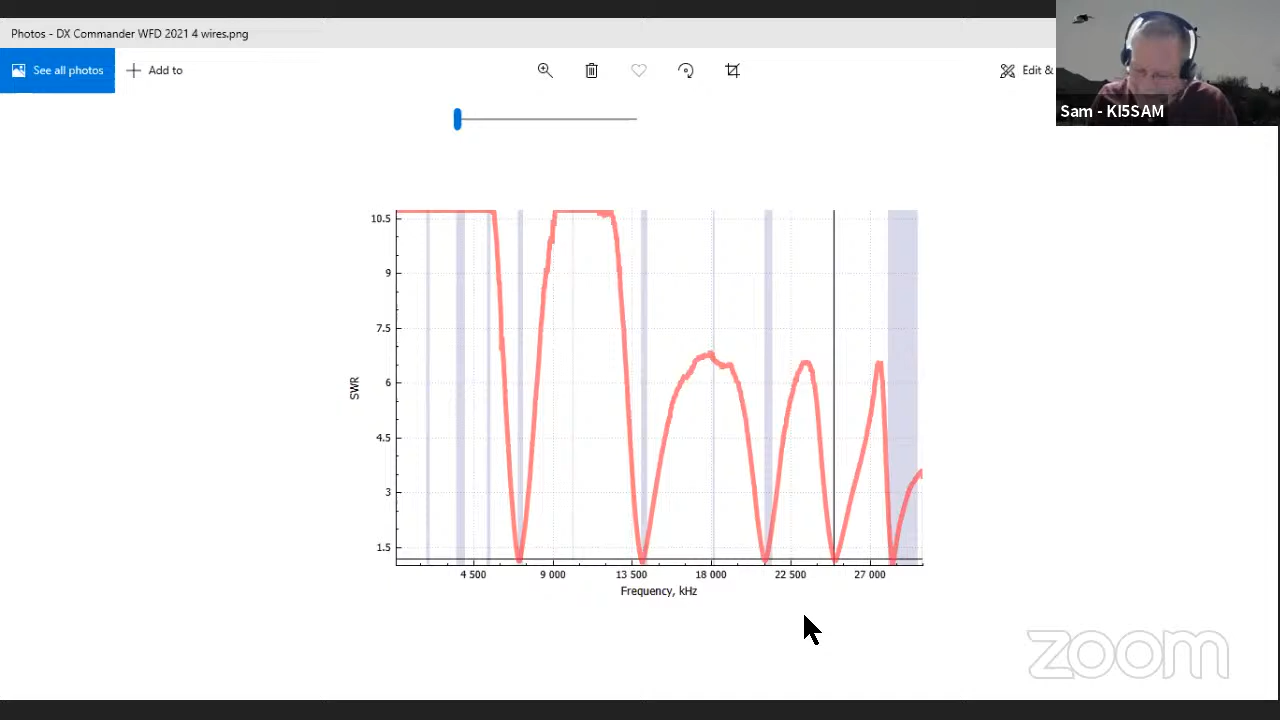 Photos - DX Commander WFD 2021 4 wires.png
See all photos
Add to
Edit &
Sam - KI5SAM
10.5
9
7.5
6
4.5
3
1.5
SWR
4 500
9 000
13 500
18 000
22 500
27 000
Frequency, kHz
zoom